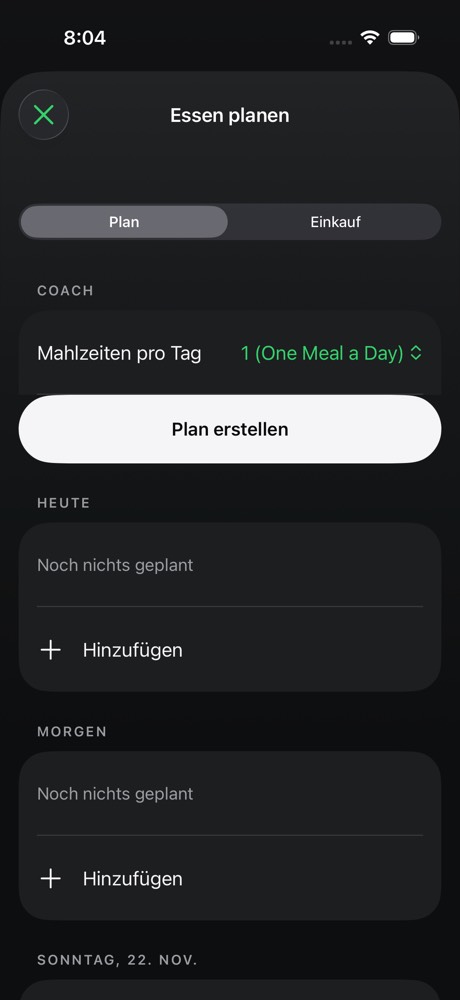 8:04
Essen planen
Plan
Einkauf
COACH
Mahlzeiten pro Tag
1 (One Meal a Day)
Plan erstellen
HEUTE
Noch nichts geplant
Hinzufügen
MORGEN
Noch nichts geplant
Hinzufügen
SONNTAG, 22. NOV.